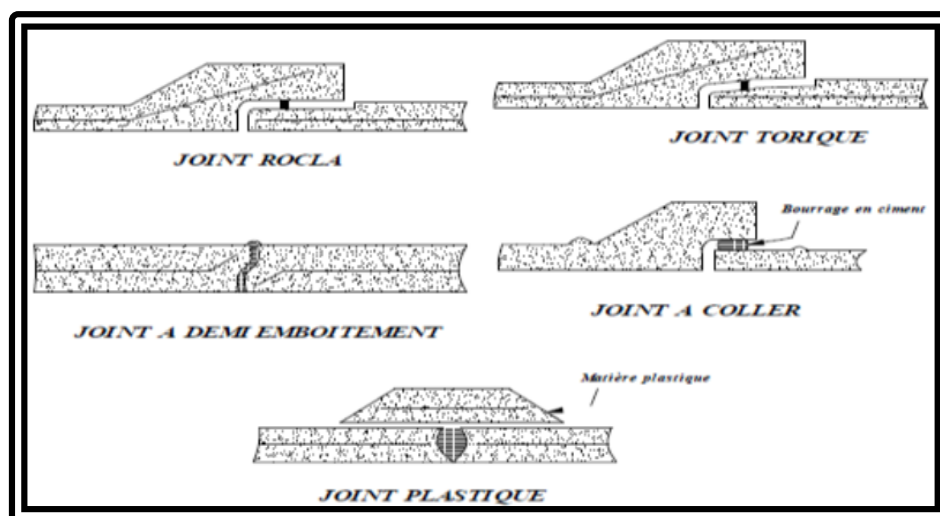 JOINT ROCLA
JOINT TORIQUE
Bourrage en ciment
JOINT A DEMI EMBOITEMENT
JOINT A COLLER
Matière plastique
JOINT PLASTIQUE